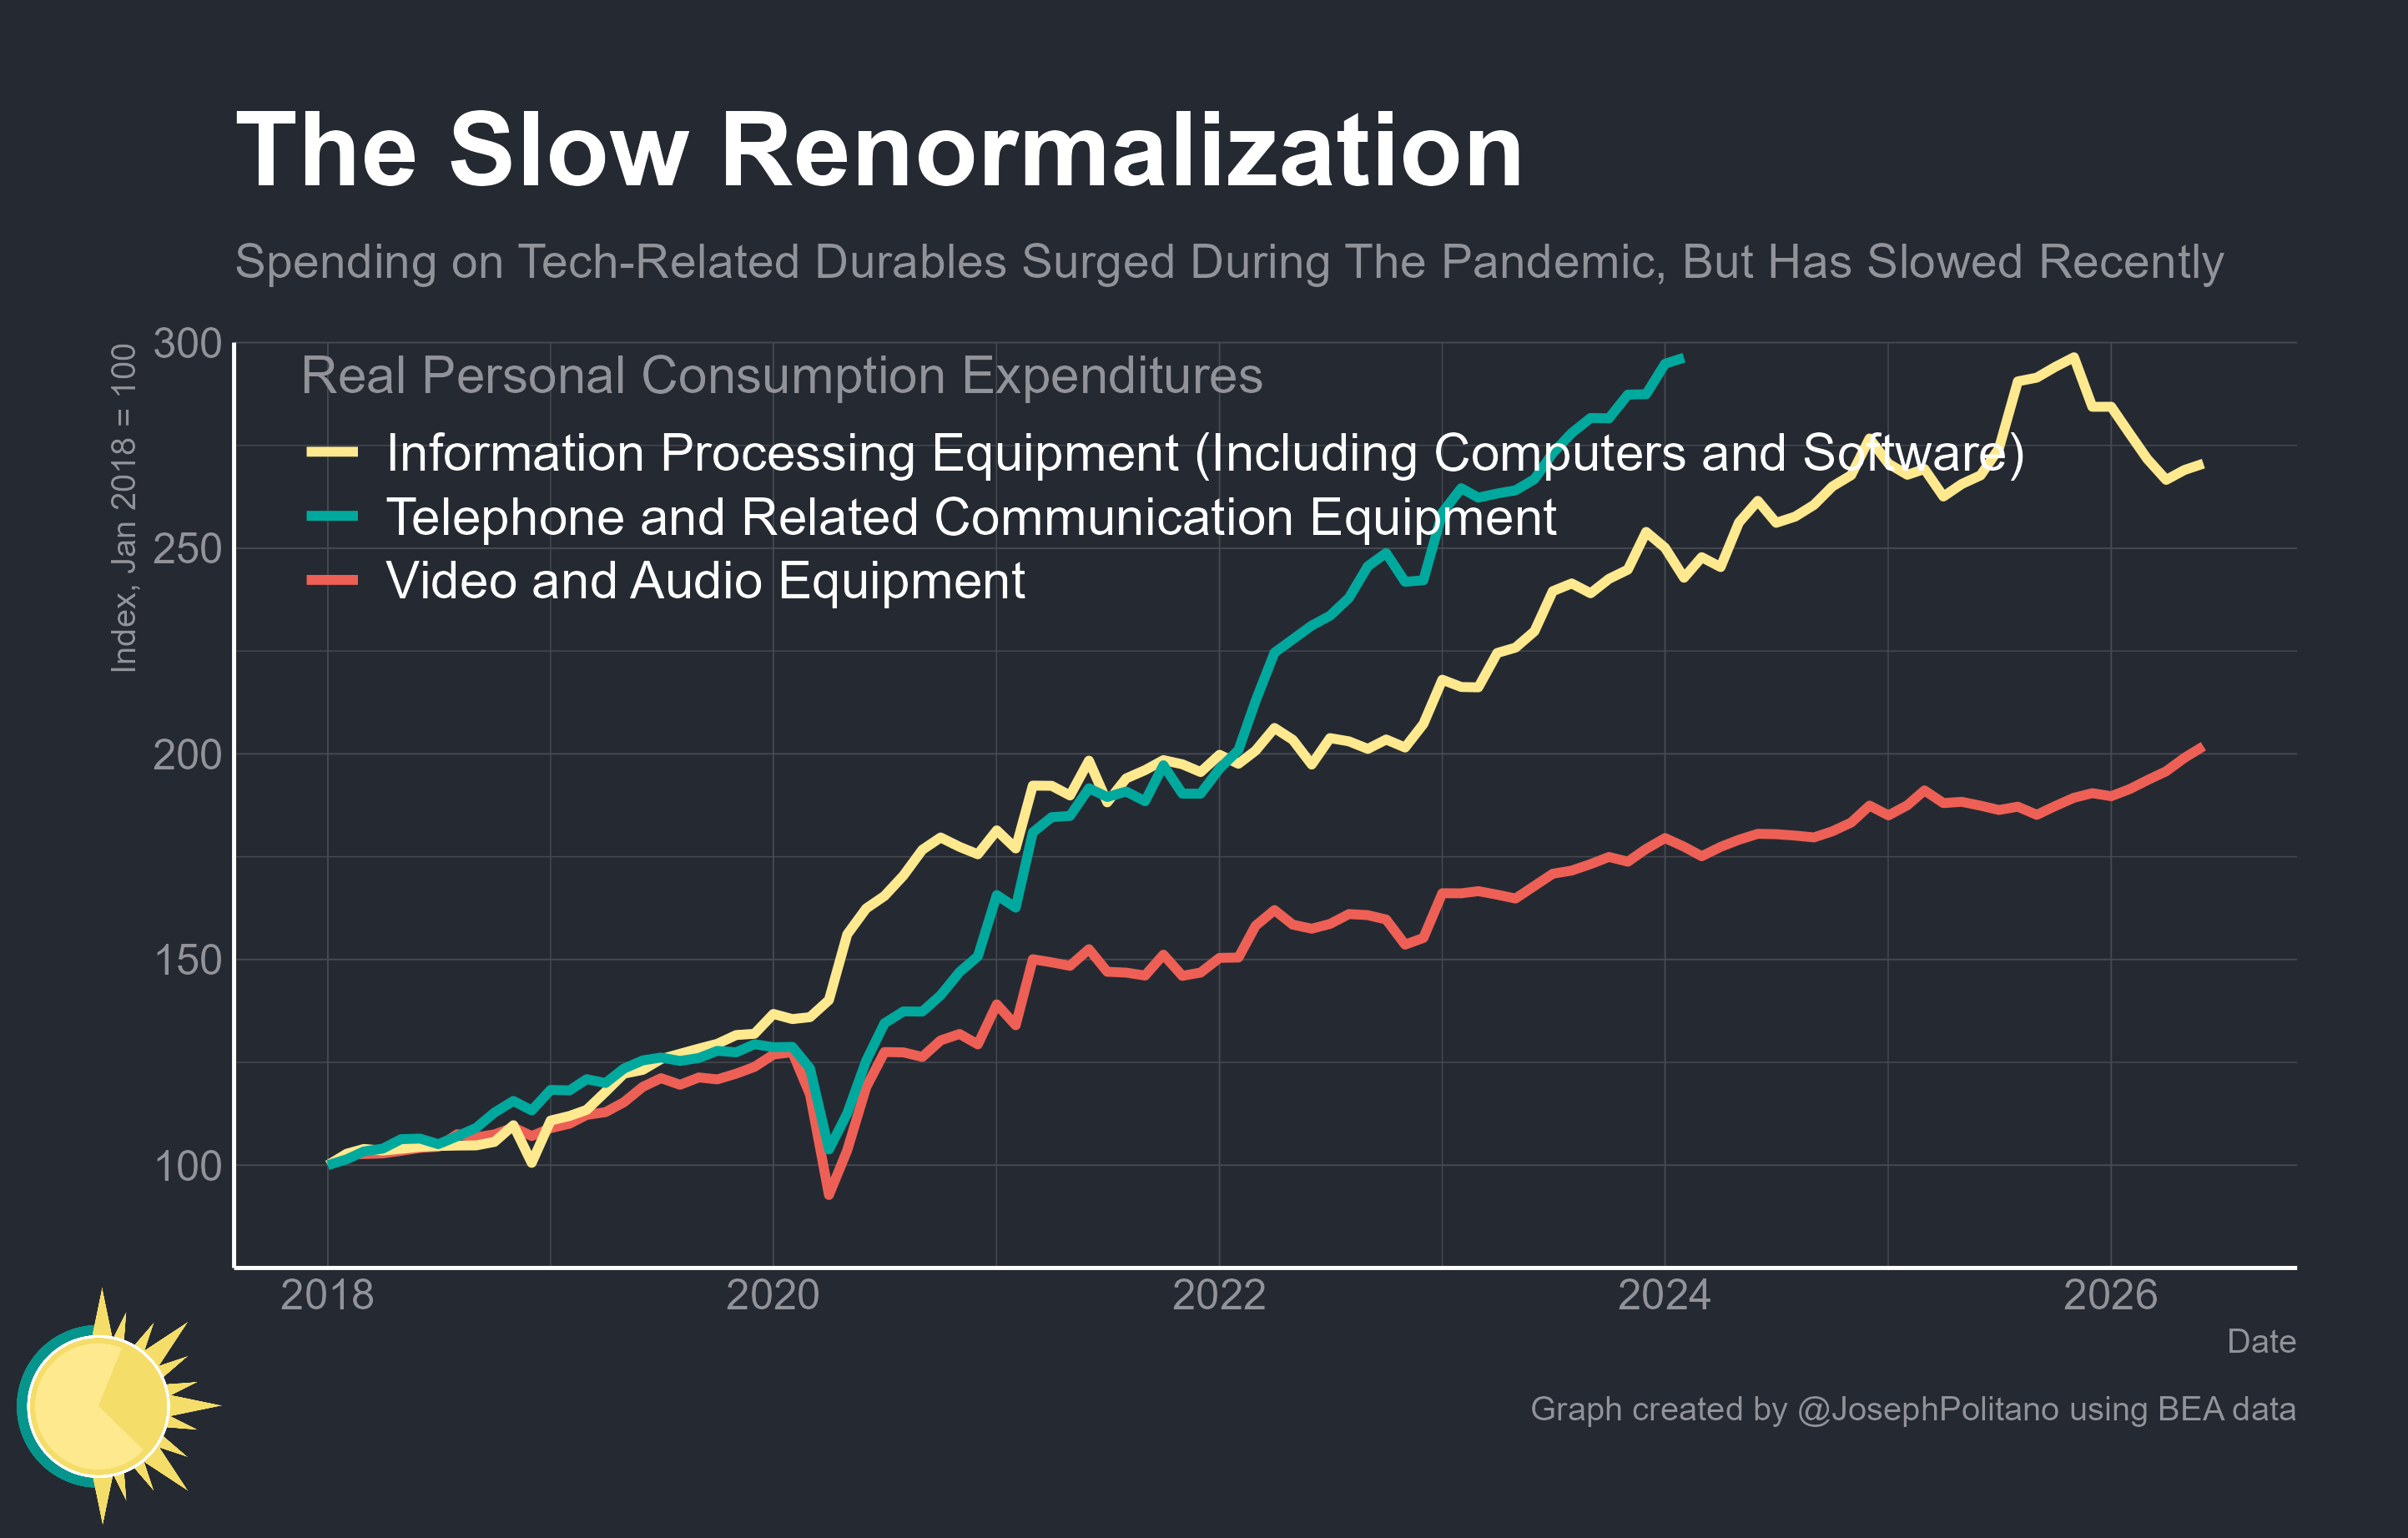 The Slow Renormalization
Spending on Tech-Related Durables Surged During The Pandemic, But Has Slowed Recently
Index, Jan 2018 = 100
300
250
200
150
100
Real Personal Consumption Expenditures
Information Processing Equipment (Including Computers and Software)
Telephone and Related Communication Equipment
Video and Audio Equipment
2018 2020 2022 2024 2026
Date
Graph created by @JosephPolitano using BEA data